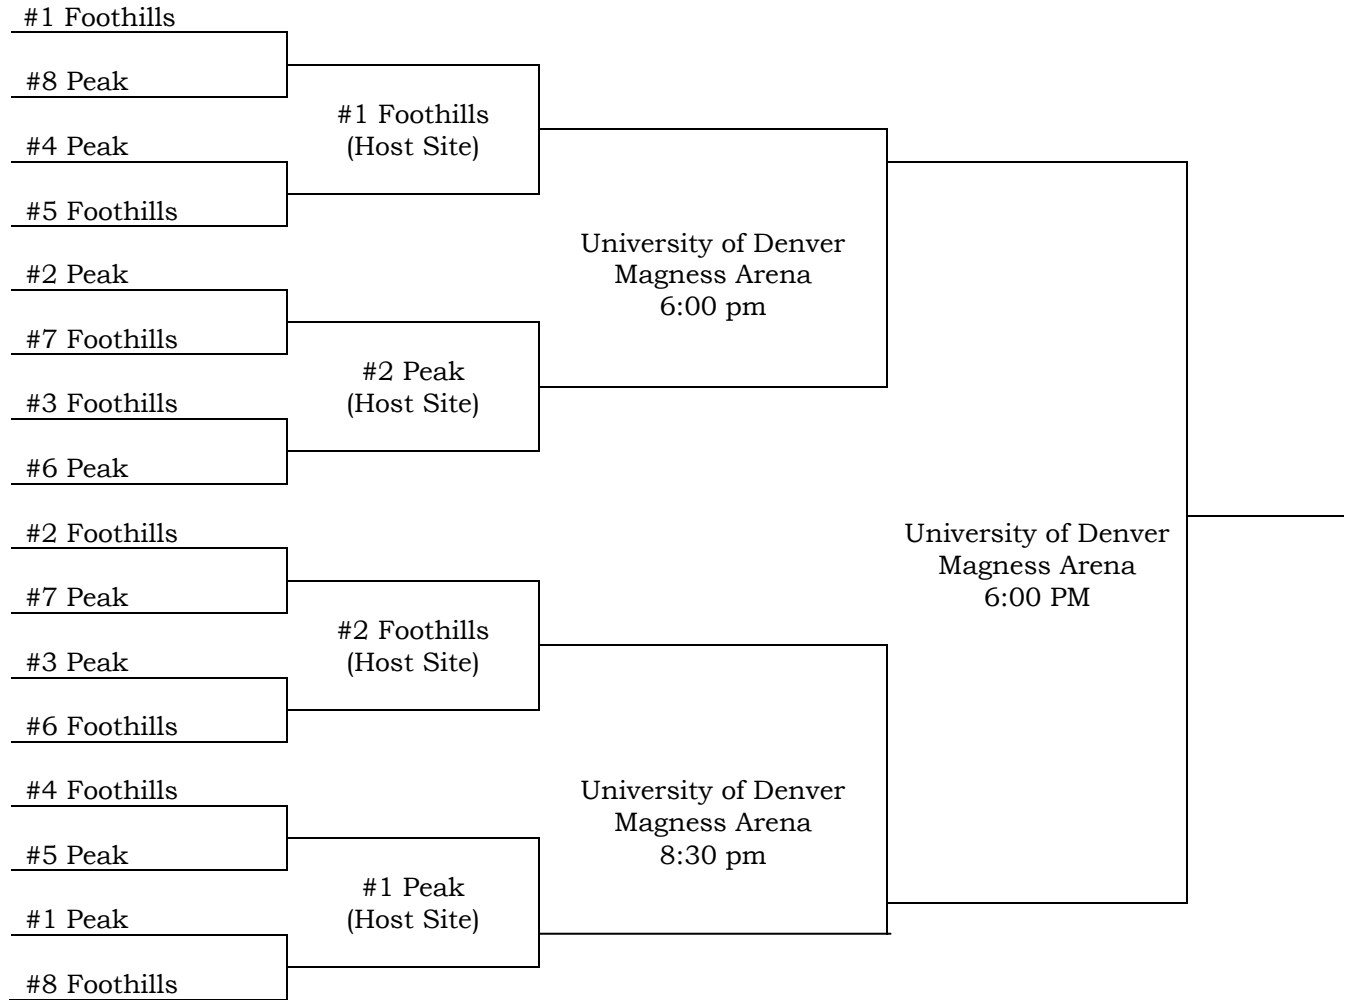 #1 Foothills
#8 Peak
#1 Foothills
(Host Site)
#4 Peak
#5 Foothills
University of Denver
Magness Arena
6:00 pm
#2 Peak
#7 Foothills
#2 Peak
(Host Site)
#3 Foothills
#6 Peak
#2 Foothills
University of Denver
Magness Arena
6:00 PM
#7 Peak
#2 Foothills
(Host Site)
#3 Peak
#6 Foothills
#4 Foothills
University of Denver
Magness Arena
8:30 pm
#5 Peak
#1 Peak
(Host Site)
#1 Peak
#8 Foothills